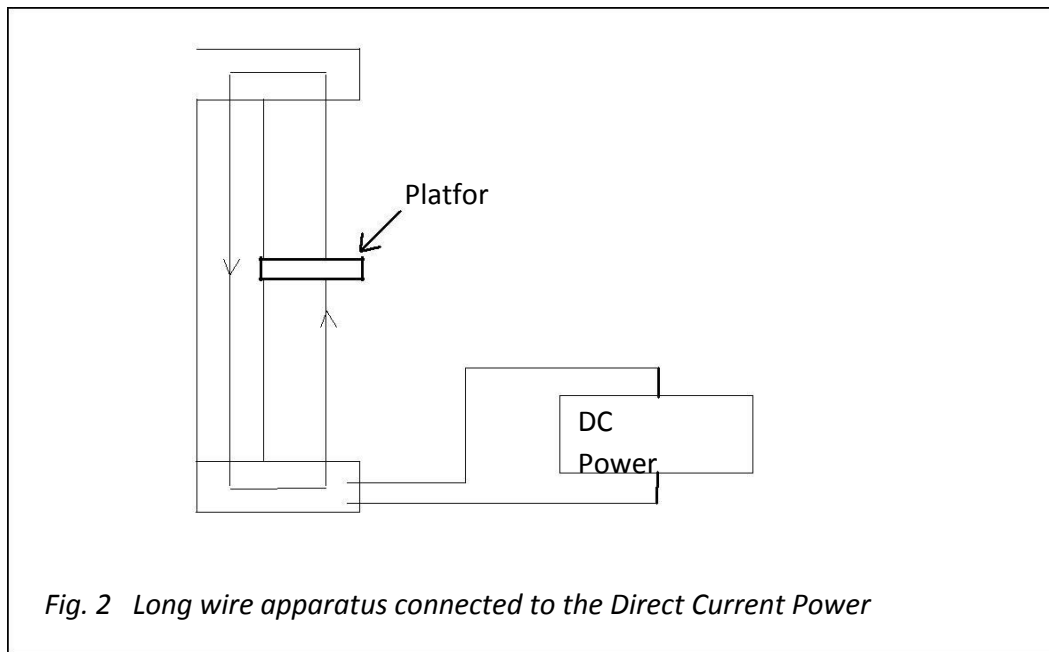 Platfor
DC
Power
Fig. 2 Long wire apparatus connected to the Direct Current Power